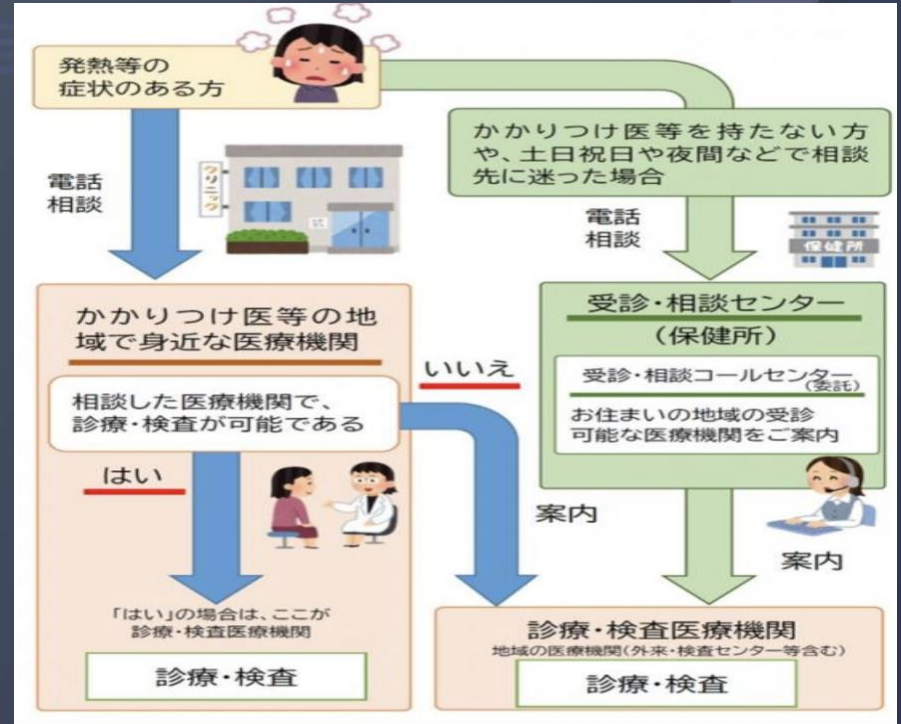 発熱等の
症状のある方
かかりつけ医等を持たない方
や、土日祝日や夜間などで相談
先に迷った場合
電話
相談
クリニック
電話
相談
保健所
かかりつけ医等の地
域で身近な医療機関
相談した医療機関で、
診療・検査が可能である
いいえ
はい
案内
受診・相談センター
(保健所)
受診・相談コールセンター
(委託)
お住まいの地域の受診
可能な医療機関をご案内
案内
「はい」の場合は、ここが
診療・検査医療機関
診療・検査
診療・検査医療機関
地域の医療機関(外来・検査センター等含む)
診療・検査